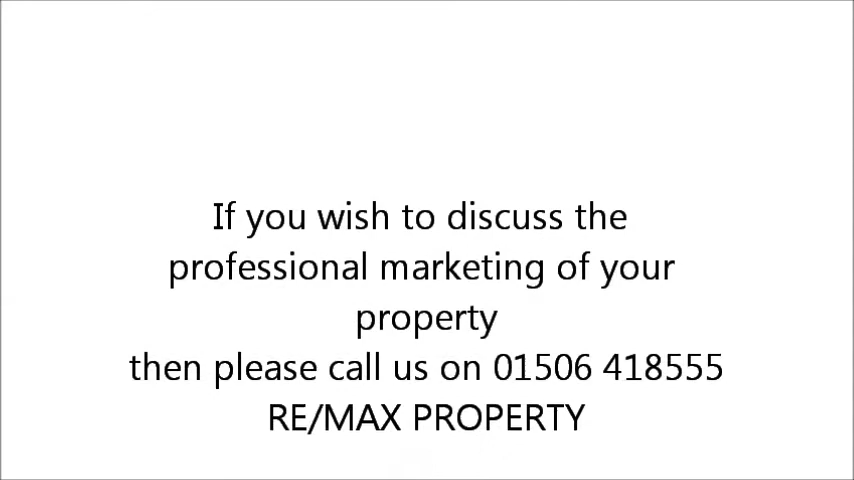 If you wish to discuss the
professional marketing of your
property
then please call us on 01506 418555
RE/MAX PROPERTY